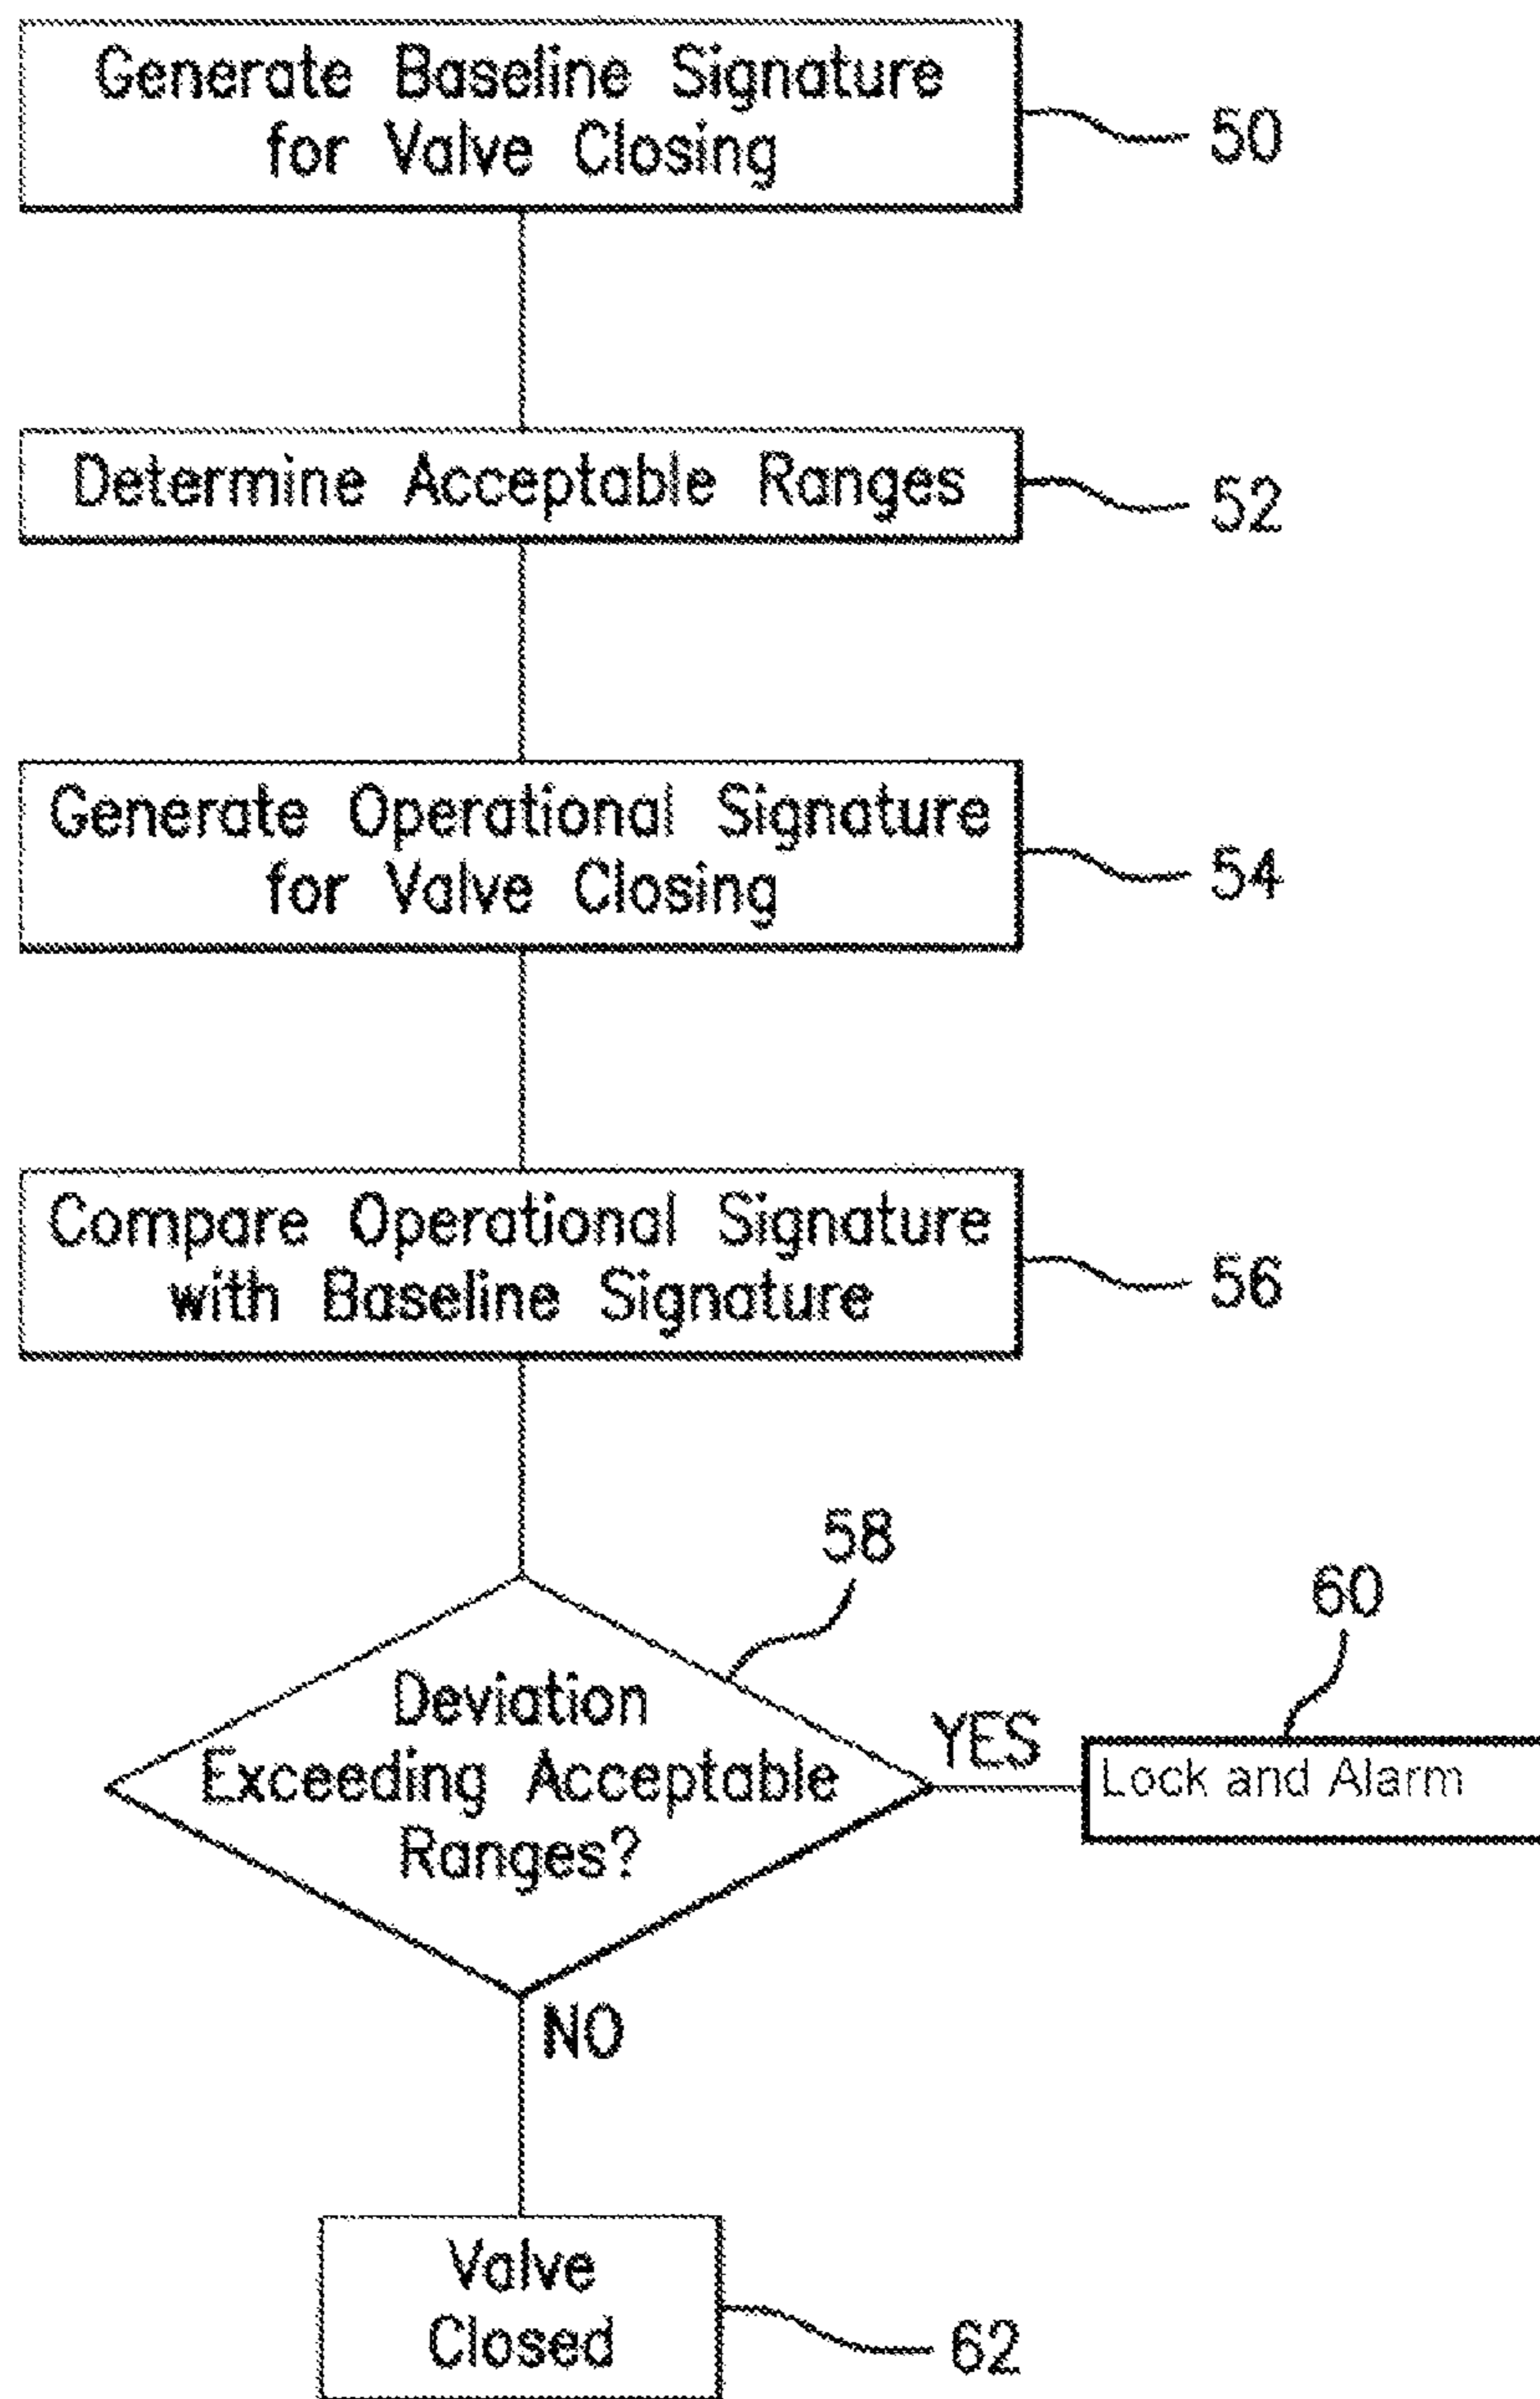 Generate Baseline Signature
for Valve Closing
50
Determine Acceptable Ranges
52
Generate Operational Signature
for Valve Closing
54
Compare Operational Signature
with Baseline Signature
56
58
60
Deviation
Exceeding Acceptable
Ranges?
YES
Lock and Alarm
NO
Valve
Closed
62